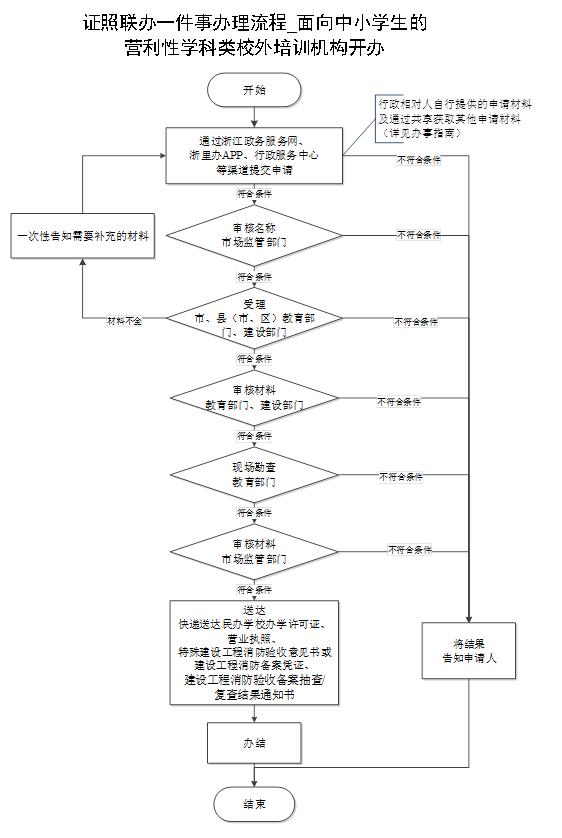 证照联办一件事办理流程_面向中小学生的
营利性学科类校外培训机构开办
开始
行政相对人自行提供的申请材料
及通过共享获取其他申请材料
（详见办事指南）
通过浙江政务服务网、
浙里办APP、行政服务中心
等渠道提交申请
不符合条件
符合条件
一次性告知需要补充的材料
审核名称
市场监管部门
不符合条件
符合条件
受理
市、县（市、区）教育部
门、建设部门
材料不全
不符合条件
符合条件
审核材料
教育部门、建设部门
不符合条件
符合条件
现场勘查
教育部门
不符合条件
符合条件
审核材料
市场监管部门
不符合条件
符合条件
送达
快递送达民办学校办学许可证、
营业执照、
特殊建设工程消防验收意见书或
建设工程消防备案凭证、
建设工程消防验收备案抽查/
复查结果通知书
将结果
告知申请人
办结
结束